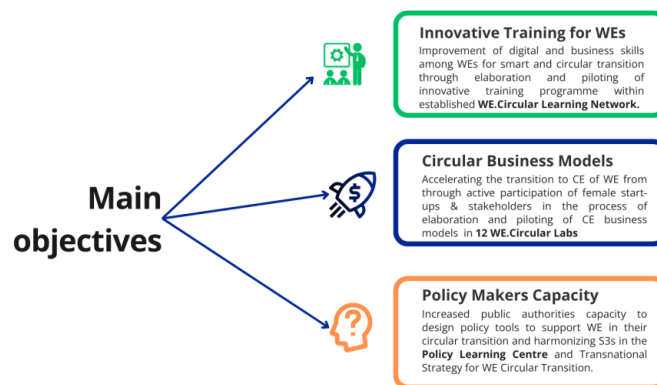 Main
objectives
Innovative Training for WEs
Improvement of digital and business skills
among WEs for smart and circular transition
through elaboration and piloting of
innovative training programme within
established WE.Circular Learning Network.
$
Circular Business Models
Accelerating the transition to CE of WE from
through active participation of female start-
ups & stakeholders in the process of
elaboration and piloting of CE business
models in 12 WE.Circular Labs
?
Policy Makers Capacity
Increased public authorities capacity to
design policy tools to support WE in their
circular transition and harmonizing S3s in the
Policy Learning Centre and Transnational
Strategy for WE Circular Transition.